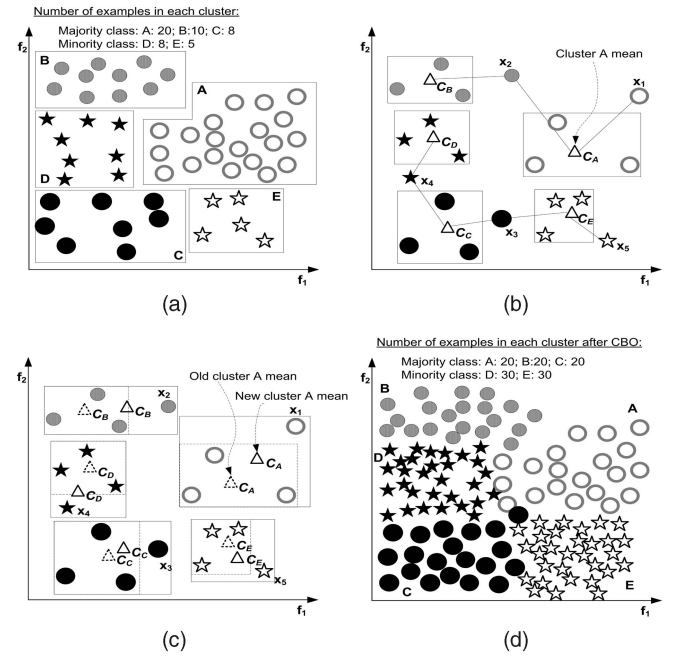 Number of examples in each cluster:
Majority class: A: 20; B:10; C: 8
Minority class: D: 8; E: 5
f2
B
A
D
E
C
f1
(a)
f2
x2
Cluster A mean
x1
CB
CA
CD
x4
CC
x3
CE
x5
f1
(b)
f2
Old cluster A mean
New cluster A mean
x2
x1
CB
CB
CA
CA
CD
CD
x4
CC
CC
x3
CE
CE
x5
f1
(c)
Number of examples in each cluster after CBO:
Majority class: A: 20; B:20; C: 20
Minority class: D: 30; E: 30
f2
B
A
D
C
E
f1
(d)